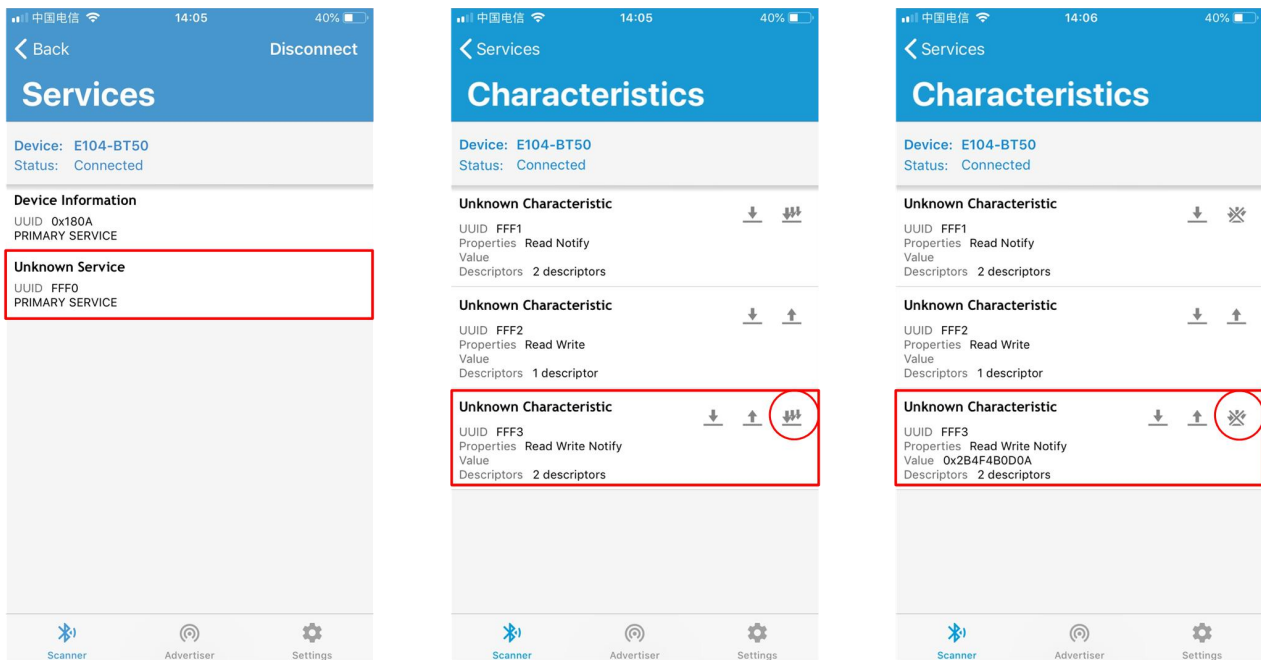 中国电信 14:05 40%
Back Disconnect
Services
Device: E104-BT50
Status: Connected
Device Information
UUID 0x180A
PRIMARY SERVICE
Unknown Service
UUID FFF0
PRIMARY SERVICE
Scanner Advertiser Settings
中国电信 14:05 40%
Services
Characteristics
Device: E104-BT50
Status: Connected
Unknown Characteristic
UUID FFF1
Properties Read Notify
Value
Descriptors 2 descriptors
Unknown Characteristic
UUID FFF2
Properties Read Write
Value
Descriptors 1 descriptor
Unknown Characteristic
UUID FFF3
Properties Read Write Notify
Value
Descriptors 2 descriptors
Scanner Advertiser Settings
中国电信 14:06 40%
Services
Characteristics
Device: E104-BT50
Status: Connected
Unknown Characteristic
UUID FFF1
Properties Read Notify
Value
Descriptors 2 descriptors
Unknown Characteristic
UUID FFF2
Properties Read Write
Value
Descriptors 1 descriptor
Unknown Characteristic
UUID FFF3
Properties Read Write Notify
Value 0x2B4F4B0D0A
Descriptors 2 descriptors
Scanner Advertiser Settings